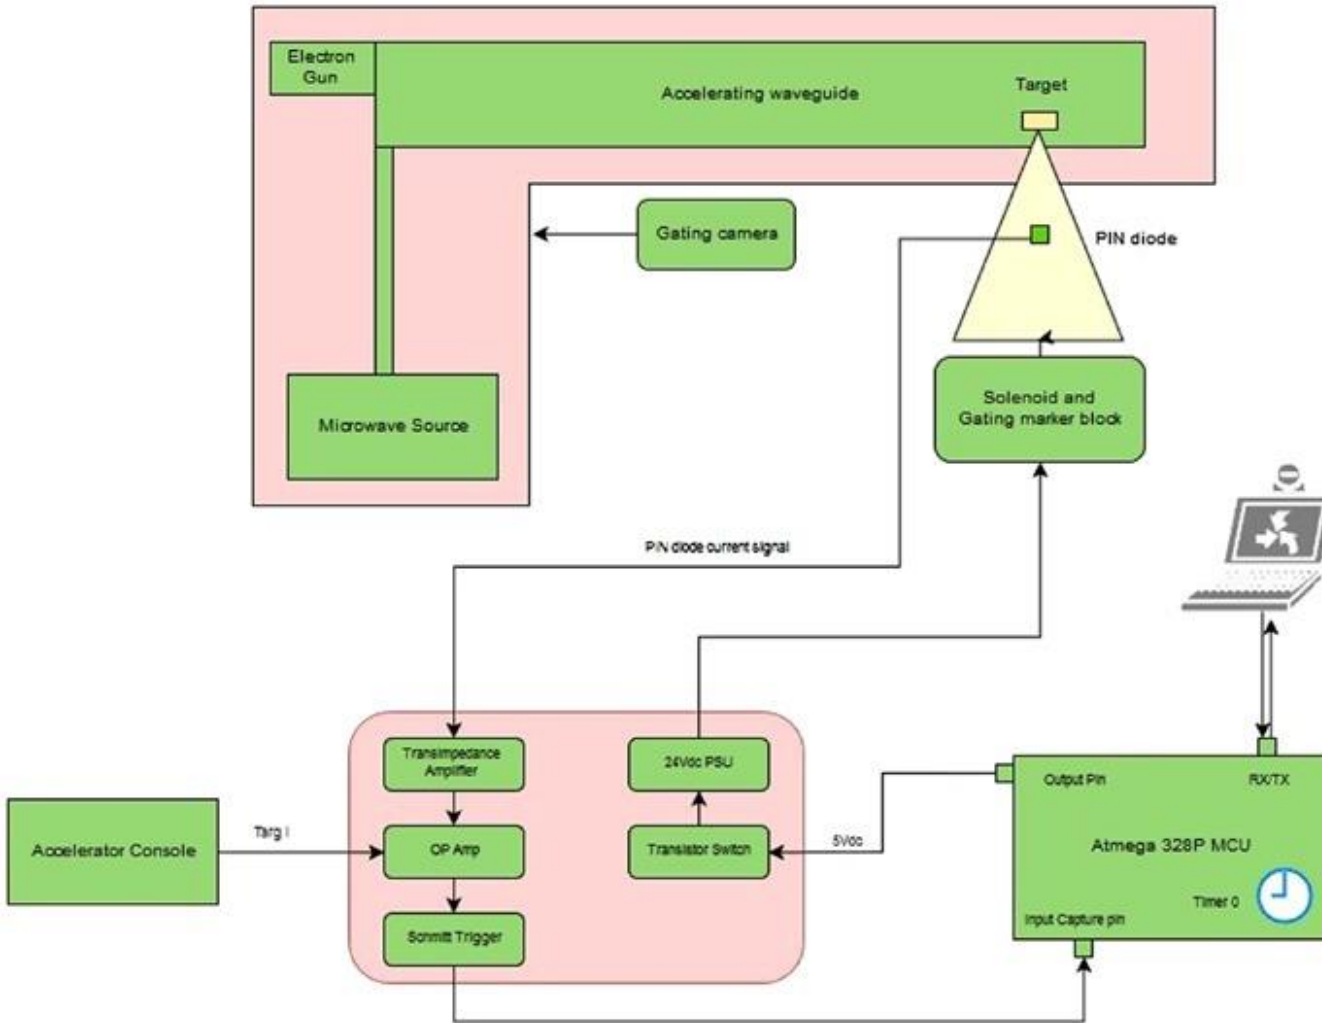 Electron
Gun
Accelerating waveguide
Target
Gating camera
PIN diode
Solenoid and
Gating marker block
Microwave Source
PIN diode current signal
Transimpedance
Amplifier
24Vdc PSU
Output Pin
RX/TX
Accelerator Console
Targ I
OP Amp
Transistor Switch
5Vdc
Atmega 328P MCU
Timer 0
Input Capture pin
Schmitt Trigger